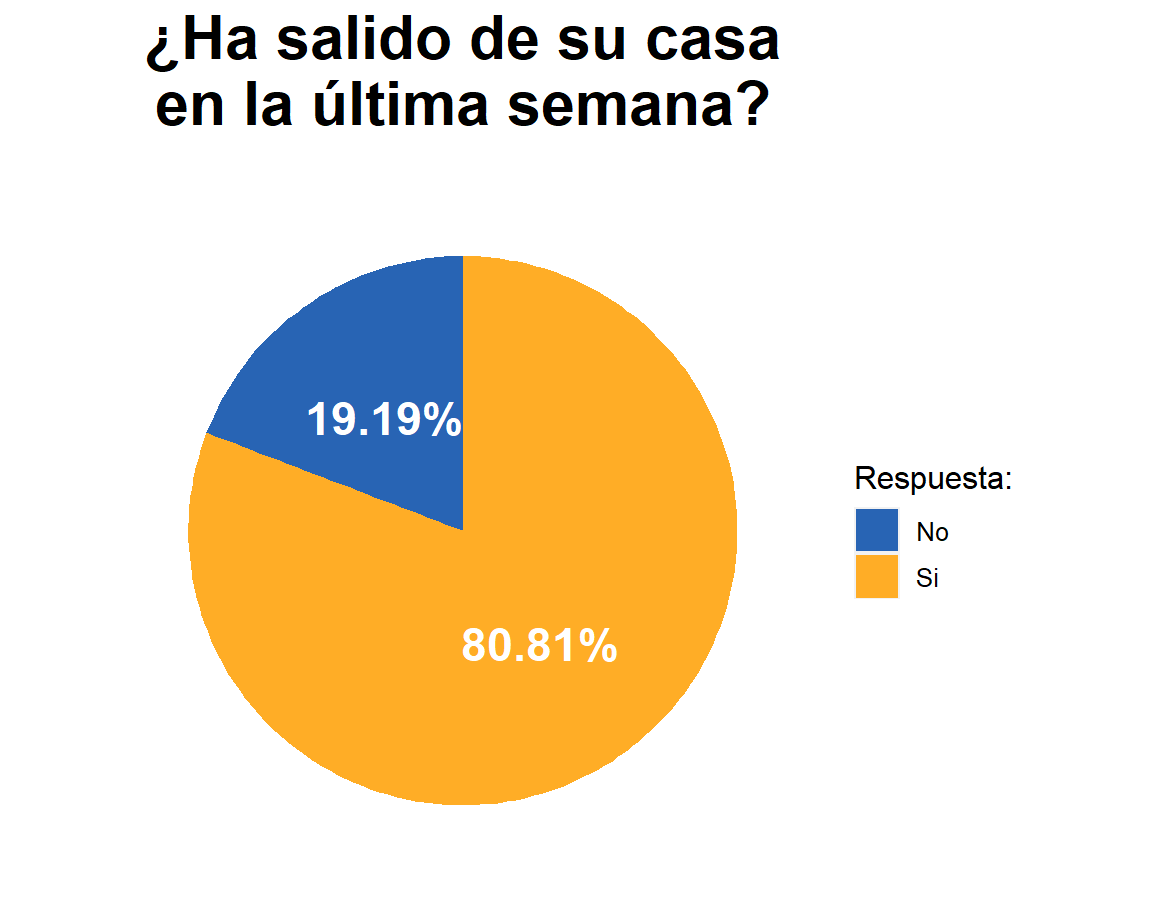 ¿Ha salido de su casa
en la última semana?
19.19%
80.81%
Respuesta:
No
Si